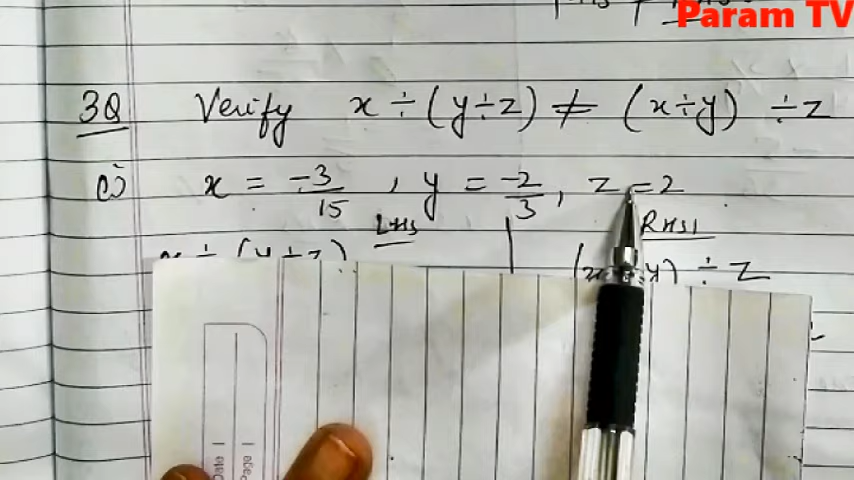 Param TV
3Q Verify x ÷ (y ÷ z) ≠ (x ÷ y) ÷ z
x = -3/15 , y = -2/3 , z = 2
LHS RHS
x ÷ (y ÷ z) (x ÷ y) ÷ z